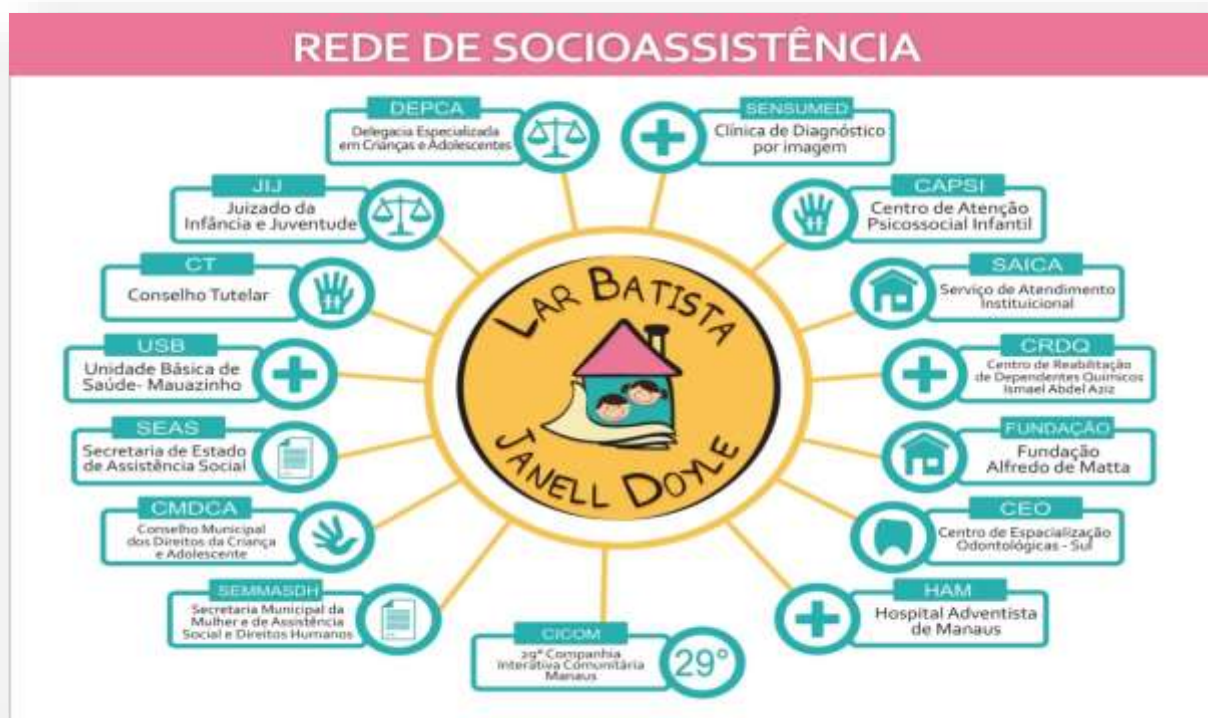 REDE DE SOCIOASSISTÊNCIA
DEPCA
Delegacia Especializada
em Crianças e Adolescentes
SENSUMED
Clínica de Diagnóstico
por imagem
JIJ
Juizado da
Infância e Juventude
CAPSI
Centro de Atenção
Psicossocial Infantil
CT
Conselho Tutelar
SAICA
Serviço de Atendimento
Instituicional
USB
Unidade Básica de
Saúde- Mauazinho
CRDQ
Centro de Reabilitação
de Dependentes Químicos
Ismael Abdel Aziz
SEAS
Secretaria de Estado
de Assistência Social
FUNDAÇÃO
Fundação
Alfredo de Matta
CMDCA
Conselho Municipal
dos Direitos da Criança
e Adolescente
CEO
Centro de Espacialização
Odontológicas - Sul
SEMMASDH
Secretaria Municipal da
Mulher e de Assistência
Social e Direitos Humanos
HAM
Hospital Adventista
de Manaus
CICOM
29ª Companhia
Interativa Comunitária
Manaus
29°
LAR BATISTA
JANELL DOYLE